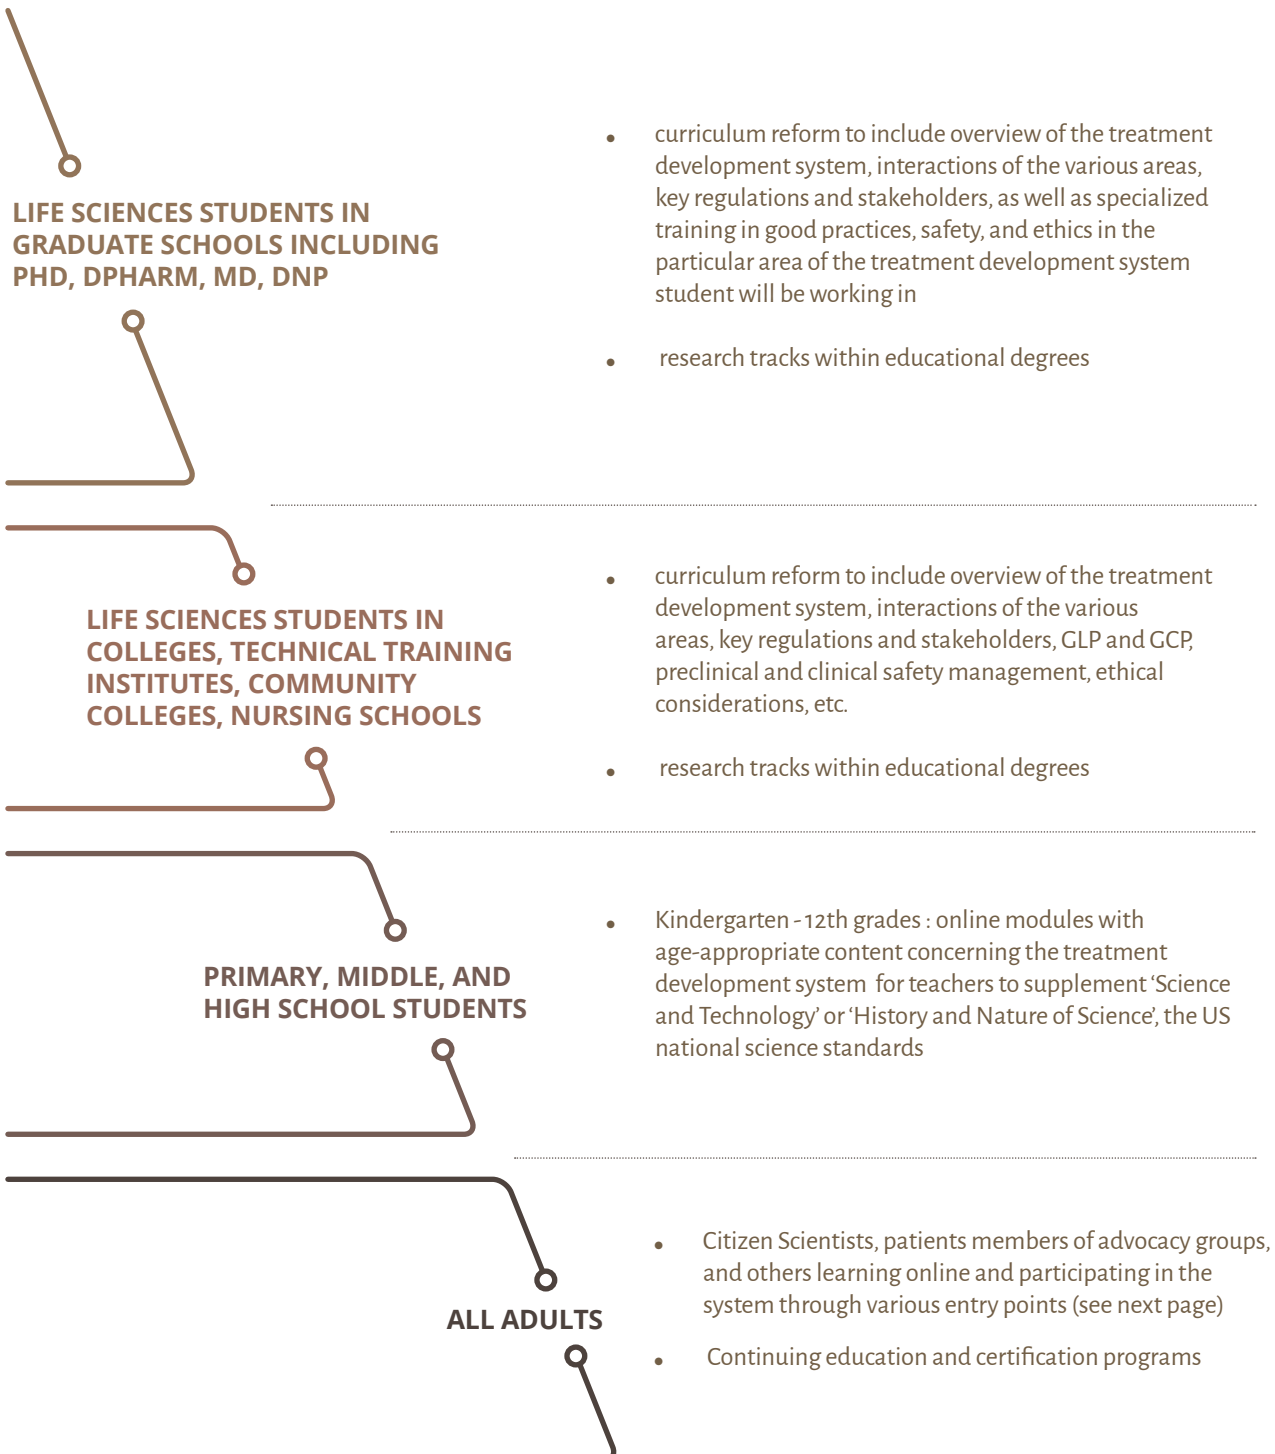 LIFE SCIENCES STUDENTS IN
GRADUATE SCHOOLS INCLUDING
PHD, DPHARM, MD, DNP
• curriculum reform to include overview of the treatment
development system, interactions of the various areas,
key regulations and stakeholders, as well as specialized
training in good practices, safety, and ethics in the
particular area of the treatment development system
student will be working in
• research tracks within educational degrees
LIFE SCIENCES STUDENTS IN
COLLEGES, TECHNICAL TRAINING
INSTITUTES, COMMUNITY
COLLEGES, NURSING SCHOOLS
• curriculum reform to include overview of the treatment
development system, interactions of the various
areas, key regulations and stakeholders, GLP and GCP,
preclinical and clinical safety management, ethical
considerations, etc.
• research tracks within educational degrees
PRIMARY, MIDDLE, AND
HIGH SCHOOL STUDENTS
• Kindergarten - 12th grades : online modules with
age-appropriate content concerning the treatment
development system for teachers to supplement ‘Science
and Technology’ or ‘History and Nature of Science’, the US
national science standards
ALL ADULTS
• Citizen Scientists, patients members of advocacy groups,
and others learning online and participating in the
system through various entry points (see next page)
• Continuing education and certification programs